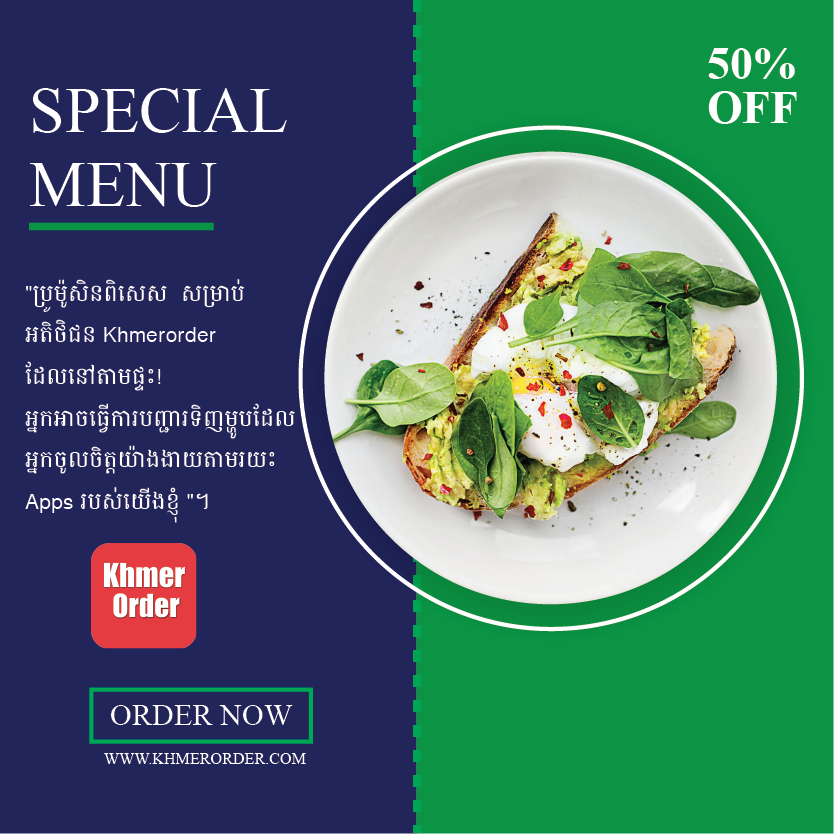 SPECIAL
MENU
50%
OFF
"ប្រូម៉ូសិនពិសេស សម្រាប់
អតិថិជន Khmerorder
ដែលនៅតាមផ្ទះ!
អ្នកអាចធ្វើការបញ្ជារទិញម្ហូបដែល
អ្នកចូលចិត្តយ៉ាងងាយតាមរយះ
Apps របស់យើងខ្ញុំ "។
Khmer
Order
ORDER NOW
WWW.KHMERORDER.COM